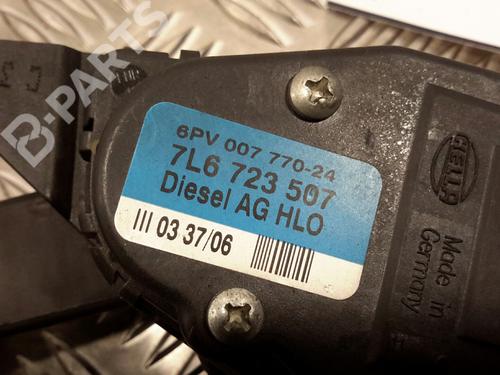 B-PARTS
6PV 007 770-24
7L6 723 507
Diesel AG HLO
III 03 37/06
HELLA
Made in
Germany